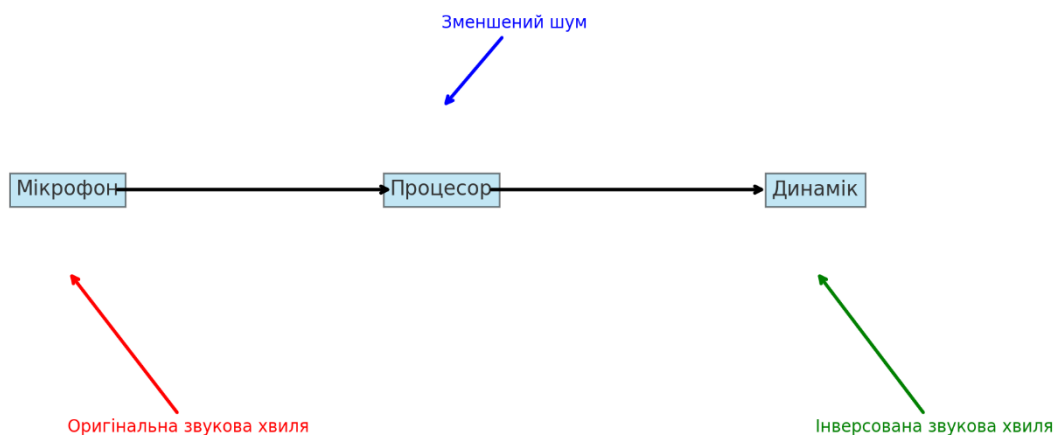 Зменшений шум
Мікрофон
Процесор
Динамік
Оригінальна звукова хвиля
Інверсована звукова хвиля